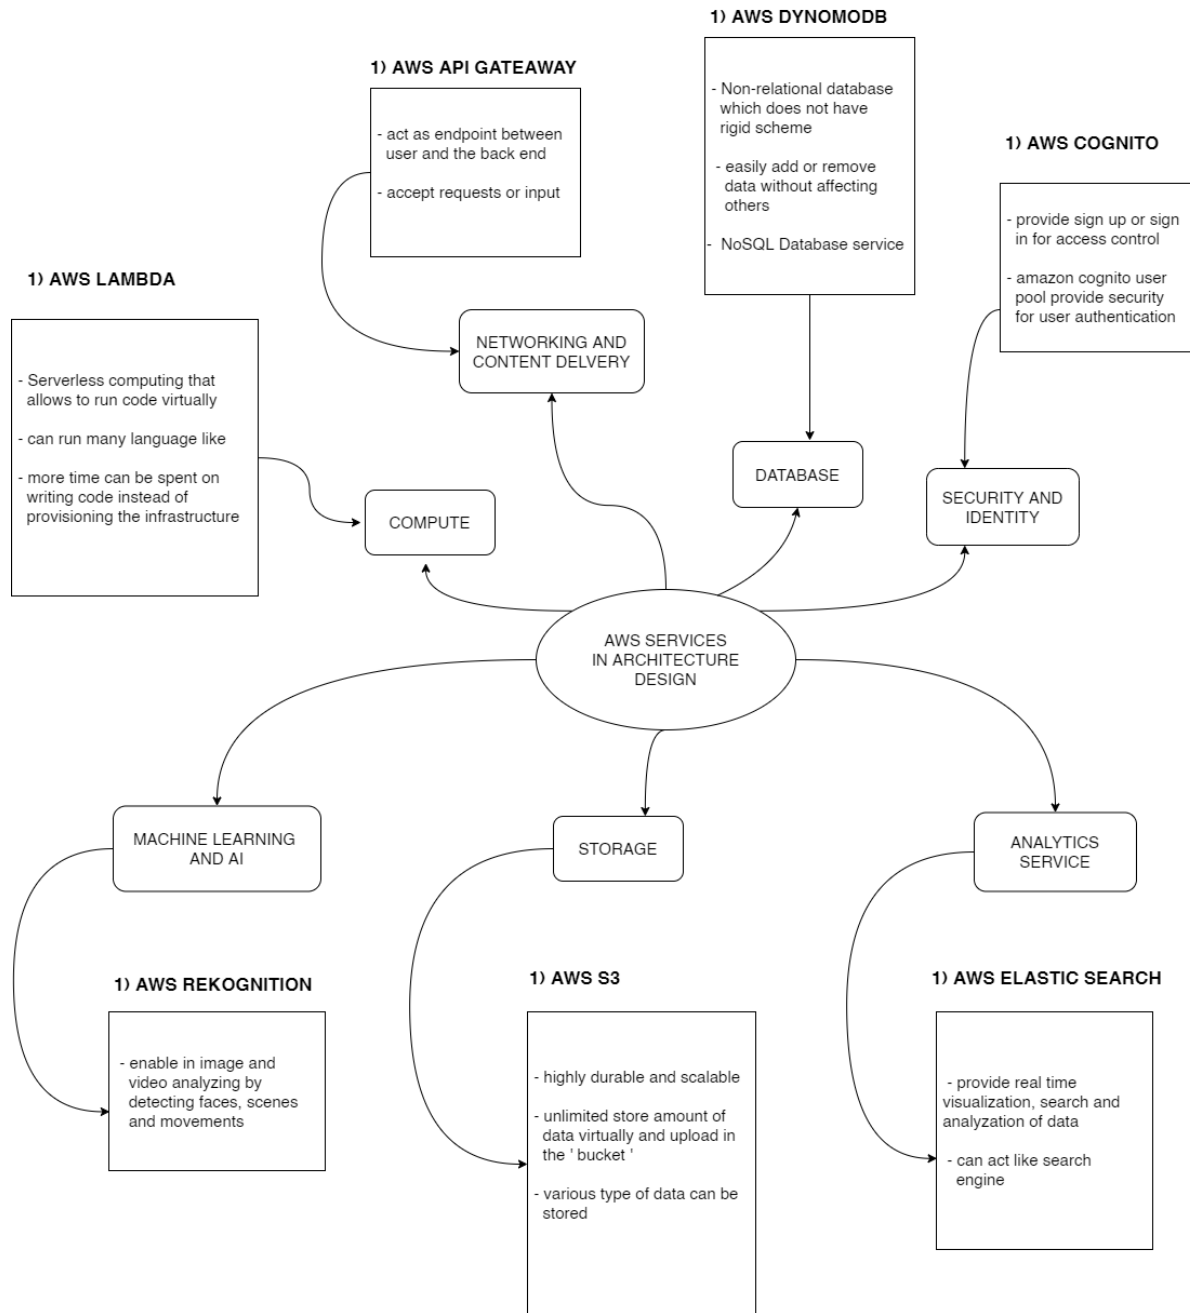 1) AWS DYNOMODB
- Non-relational database
which does not have
rigid scheme
- easily add or remove
data without affecting
others
- NoSQL Database service
1) AWS API GATEAWAY
- act as endpoint between
user and the back end
- accept requests or input
1) AWS COGNITO
- provide sign up or sign
in for access control
- amazon cognito user
pool provide security
for user authentication
1) AWS LAMBDA
- Serverless computing that
allows to run code virtually
- can run many language like
- more time can be spent on
writing code instead of
provisioning the infrastructure
NETWORKING AND
CONTENT DELVERY
DATABASE
SECURITY AND
IDENTITY
COMPUTE
AWS SERVICES
IN ARCHITECTURE
DESIGN
MACHINE LEARNING
AND AI
STORAGE
ANALYTICS
SERVICE
1) AWS REKOGNITION
- enable in image and
video analyzing by
detecting faces, scenes
and movements
1) AWS S3
- highly durable and scalable
- unlimited store amount of
data virtually and upload in
the ' bucket '
- various type of data can be
stored
1) AWS ELASTIC SEARCH
- provide real time
visualization, search and
analyzation of data
- can act like search
engine